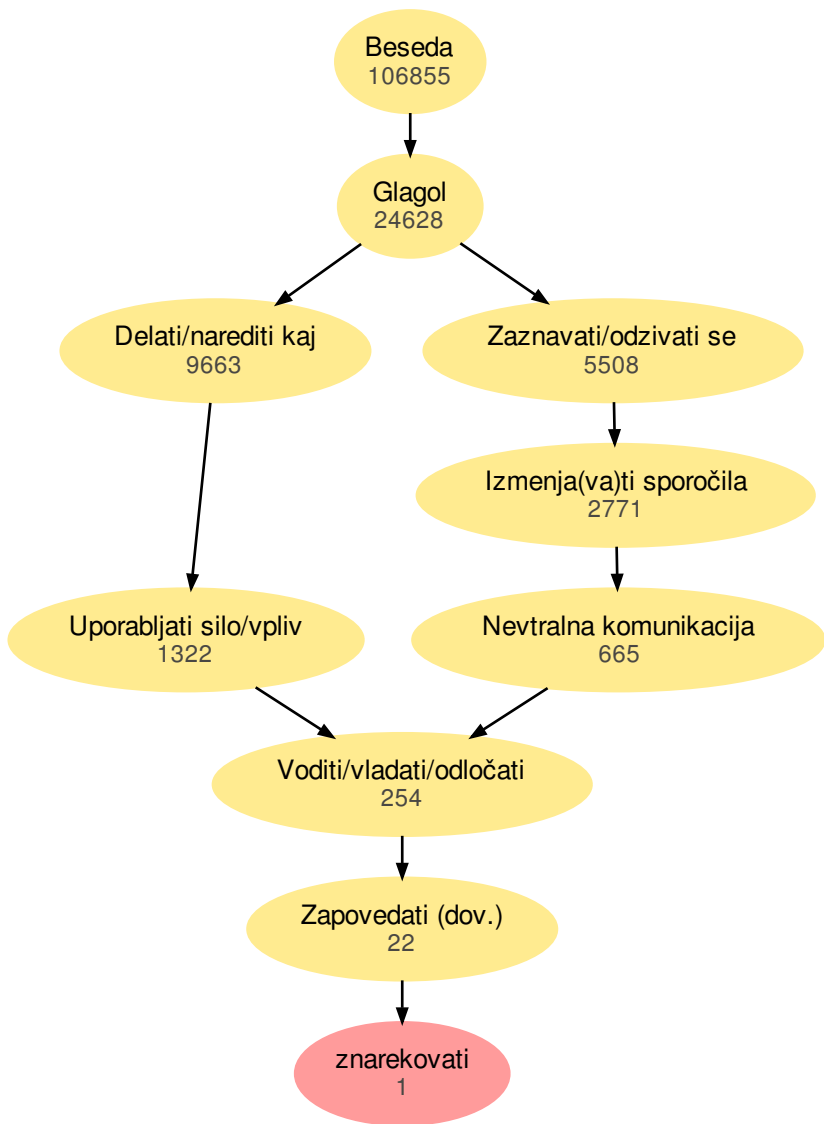 Beseda
106855
Glagol
24628
Delati/narediti kaj
9663
Zaznavati/odzivati se
5508
Izmenja(va)ti sporočila
2771
Uporabljati silo/vpliv
1322
Nevtralna komunikacija
665
Voditi/vladati/odločati
254
Zapovedati (dov.)
22
znarekovati
1